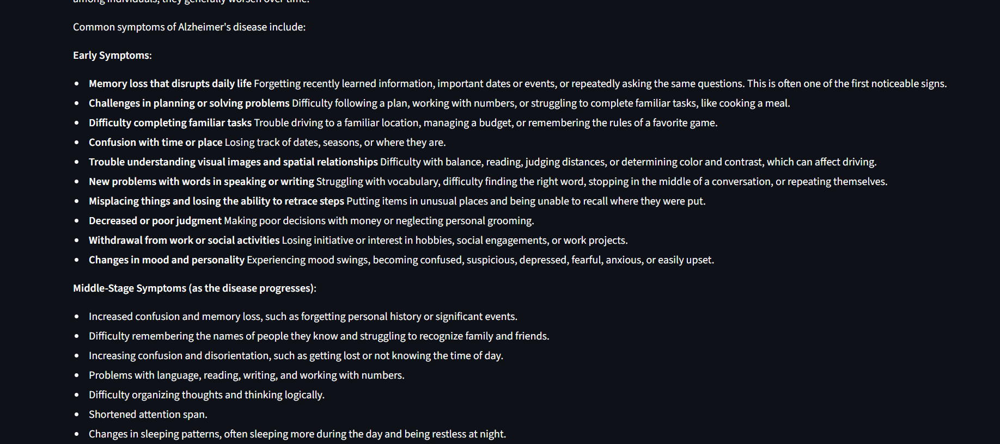 among individuals, they generally worsen over time.
Common symptoms of Alzheimer's disease include:
Early Symptoms:
• Memory loss that disrupts daily life Forgetting recently learned information, important dates or events, or repeatedly asking the same questions. This is often one of the first noticeable signs.
• Challenges in planning or solving problems Difficulty following a plan, working with numbers, or struggling to complete familiar tasks, like cooking a meal.
• Difficulty completing familiar tasks Trouble driving to a familiar location, managing a budget, or remembering the rules of a favorite game.
• Confusion with time or place Losing track of dates, seasons, or where they are.
• Trouble understanding visual images and spatial relationships Difficulty with balance, reading, judging distances, or determining color and contrast, which can affect driving.
• New problems with words in speaking or writing Struggling with vocabulary, difficulty finding the right word, stopping in the middle of a conversation, or repeating themselves.
• Misplacing things and losing the ability to retrace steps Putting items in unusual places and being unable to recall where they were put.
• Decreased or poor judgment Making poor decisions with money or neglecting personal grooming.
• Withdrawal from work or social activities Losing initiative or interest in hobbies, social engagements, or work projects.
• Changes in mood and personality Experiencing mood swings, becoming confused, suspicious, depressed, fearful, anxious, or easily upset.
Middle-Stage Symptoms (as the disease progresses):
• Increased confusion and memory loss, such as forgetting personal history or significant events.
• Difficulty remembering the names of people they know and struggling to recognize family and friends.
• Increasing confusion and disorientation, such as getting lost or not knowing the time of day.
• Problems with language, reading, writing, and working with numbers.
• Difficulty organizing thoughts and thinking logically.
• Shortened attention span.
• Changes in sleeping patterns, often sleeping more during the day and being restless at night.